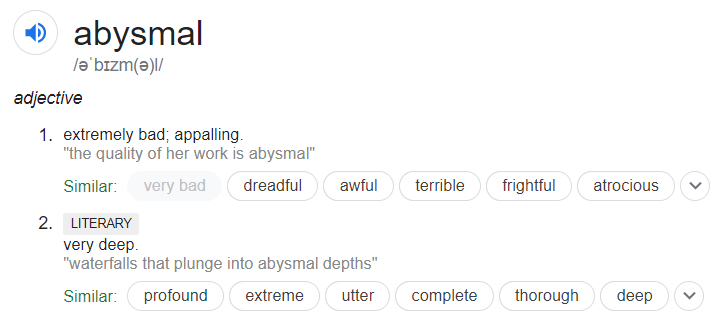 abysmal
/əˈbɪzm(ə)l/
adjective
1. extremely bad; appalling.
"the quality of her work is abysmal"
Similar: very bad dreadful awful terrible frightful atrocious
2. LITERARY
very deep.
"waterfalls that plunge into abysmal depths"
Similar: profound extreme utter complete thorough deep